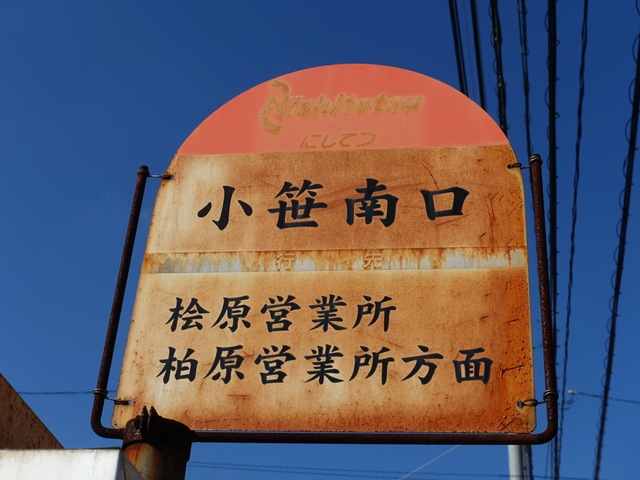 Nishitetsu
にしてつ
小笹南口
行先
桧原営業所
柏原営業所方面